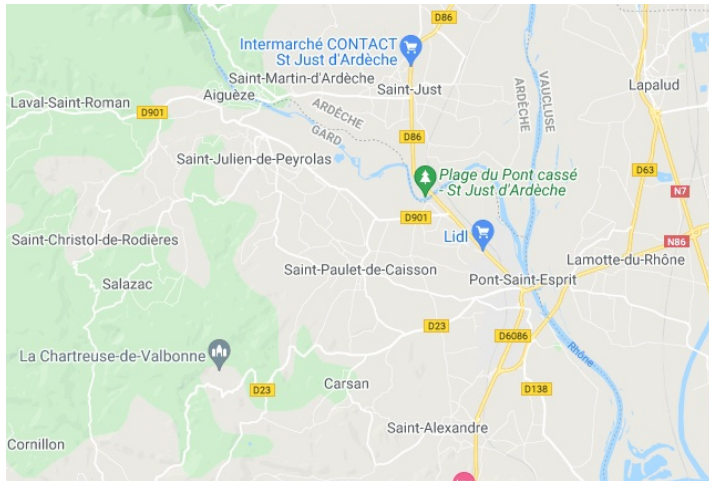 D86
Intermarché CONTACT
St Just d'Ardèche
Saint-Martin-d'Ardèche
Saint-Just
Lapalud
Aiguèze
Laval-Saint-Roman
D901
ARDÈCHE
GARD
ARDÈCHE
VAUCLUSE
D86
Saint-Julien-de-Peyrolas
Plage du Pont cassé
- St Just d'Ardèche
D63
N7
D901
Lidl
N86
Saint-Christol-de-Rodières
Saint-Paulet-de-Caisson
Lamotte-du-Rhône
Salazac
Pont-Saint-Esprit
D23
D6086
Rhône
La Chartreuse-de-Valbonne
D23
Carsan
D138
Saint-Alexandre
Cornillon